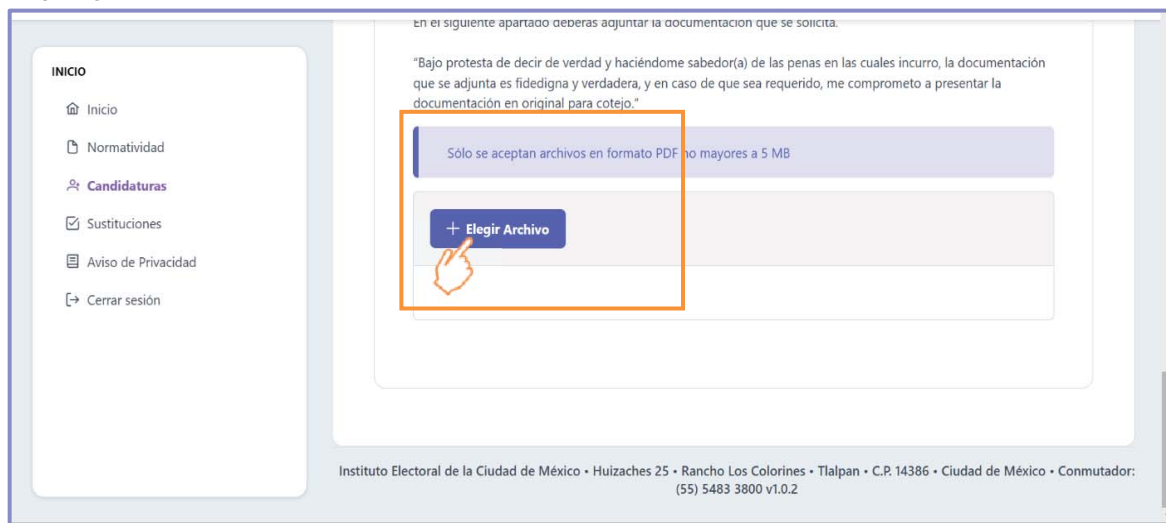 En el siguiente apartado deberás adjuntar la documentación que se solicita.
INICIO
Inicio
Normatividad
Candidaturas
Sustituciones
Aviso de Privacidad
Cerrar sesión
"Bajo protesta de decir de verdad y haciéndome sabedor(a) de las penas en las cuales incurro, la documentación
que se adjunta es fidedigna y verdadera, y en caso de que sea requerido, me comprometo a presentar la
documentación en original para cotejo."
Sólo se aceptan archivos en formato PDF no mayores a 5 MB
+ Elegir Archivo
Instituto Electoral de la Ciudad de México • Huizaches 25 • Rancho Los Colorines • Tlalpan • C.P. 14386 • Ciudad de México • Conmutador:
(55) 5483 3800 v1.0.2